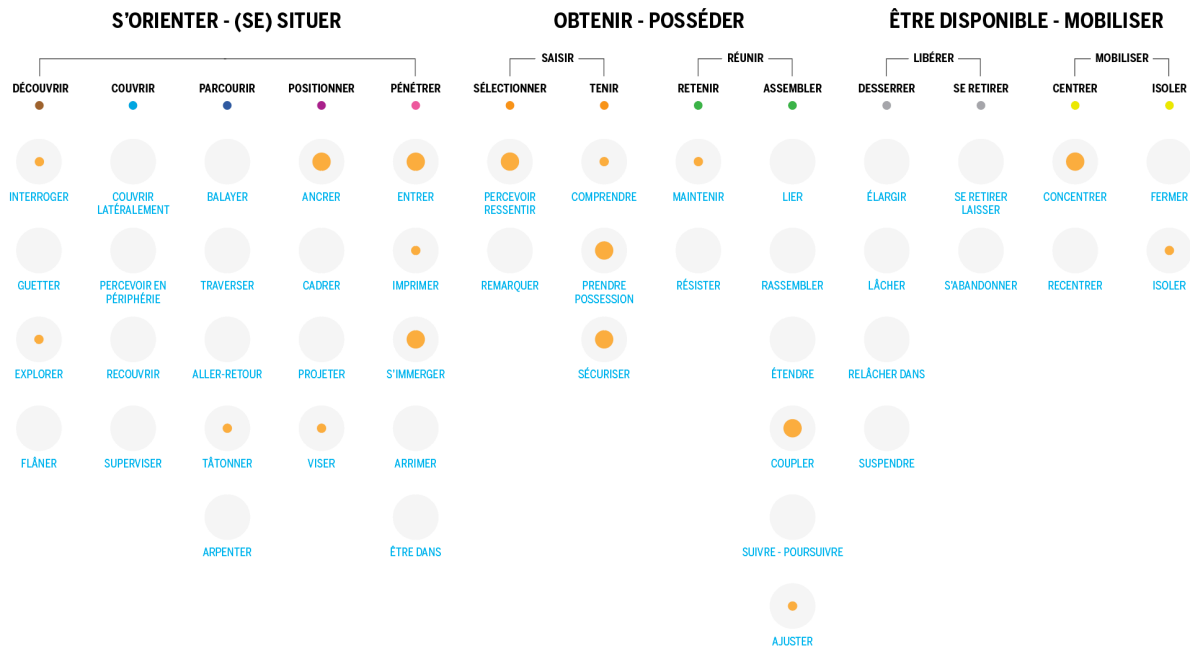 S'ORIENTER - (SE) SITUER
OBTENIR - POSSÉDER
ÊTRE DISPONIBLE - MOBILISER
SAISIR
RÉUNIR
LIBÉRER
MOBILISER
DÉCOUVRIR
COUVRIR
PARCOURIR
POSITIONNER
PÉNÉTRER
SÉLECTIONNER
TENIR
RETENIR
ASSEMBLER
DESSERRER
SE RETIRER
CENTRER
ISOLER
INTERROGER
COUVRIR
LATÉRALEMENT
BALAYER
ANCRER
ENTRER
PERCEVOIR
RESSENTIR
COMPRENDRE
MAINTENIR
LIER
ÉLARGIR
SE RETIRER
LAISSER
CONCENTRER
FERMER
GUETTER
PERCEVOIR EN
PÉRIPHÉRIE
TRAVERSER
CADRER
IMPRIMER
REMARQUER
PRENDRE
POSSESSION
RÉSISTER
RASSEMBLER
LÂCHER
S'ABANDONNER
RECENTRER
ISOLER
EXPLORER
RECOUVRIR
ALLER-RETOUR
PROJETER
S'IMMERGER
SÉCURISER
ÉTENDRE
RELÂCHER DANS
FLÂNER
SUPERVISER
TÂTONNER
VISER
ARRIMER
COUPLER
SUSPENDRE
ARPENTER
ÊTRE DANS
SUIVRE - POURSUIVRE
AJUSTER